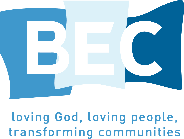 BEC
loving God, loving people,
transforming communities